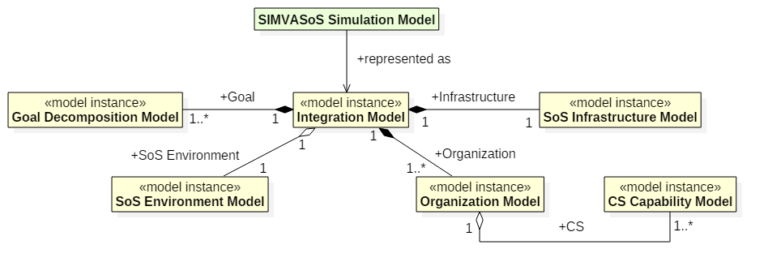 SIMVASoS Simulation Model
+represented as
«model instance»
Goal Decomposition Model
+Goal
1..*
1
«model instance»
Integration Model
+Infrastructure
1
1
«model instance»
SoS Infrastructure Model
+SoS Environment
1
1
1
+Organization
1..*
«model instance»
SoS Environment Model
«model instance»
Organization Model
«model instance»
CS Capability Model
1
+CS
1..*